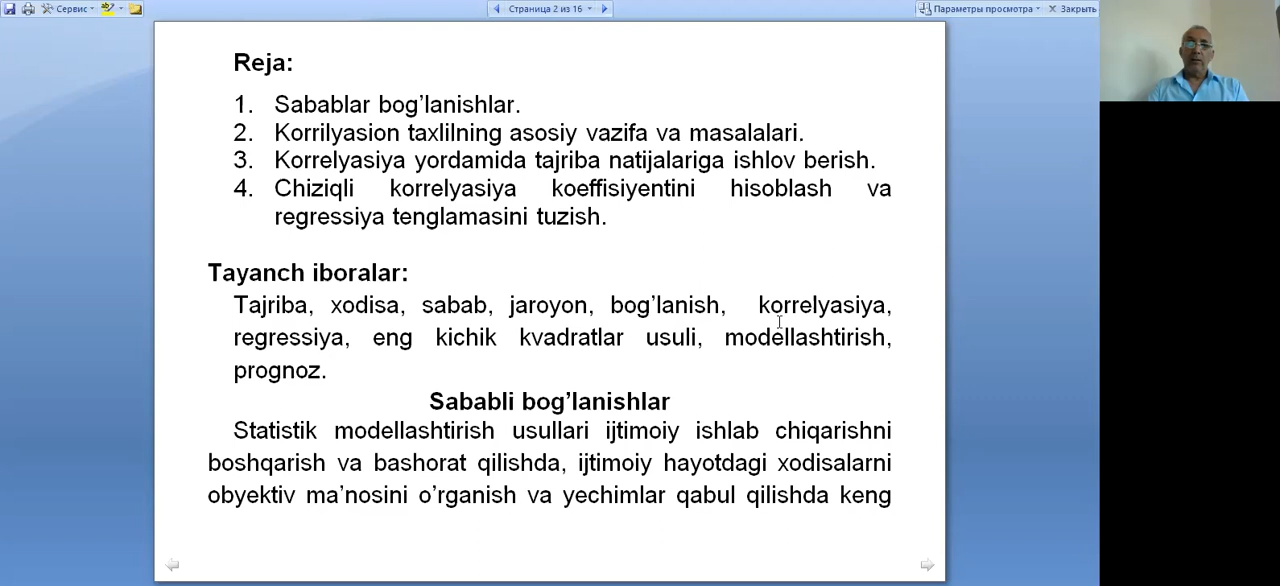 Сервис
Страница 2 из 16
Параметры просмотра
Закрыть
Reja:
1. Sabablar bog’lanishlar.
2. Korrilyasion taxlilning asosiy vazifa va masalalari.
3. Korrelyasiya yordamida tajriba natijalariga ishlov berish.
4. Chiziqli korrelyasiya koeffisiyentini hisoblash va
regressiya tenglamasini tuzish.
Tayanch iboralar:
Tajriba, xodisa, sabab, jaroyon, bog’lanish, korrelyasiya,
regressiya, eng kichik kvadratlar usuli, modellashtirish,
prognoz.
Sababli bog’lanishlar
Statistik modellashtirish usullari ijtimoiy ishlab chiqarishni
boshqarish va bashorat qilishda, ijtimoiy hayotdagi xodisalarni
obyektiv ma’nosini o’rganish va yechimlar qabul qilishda keng